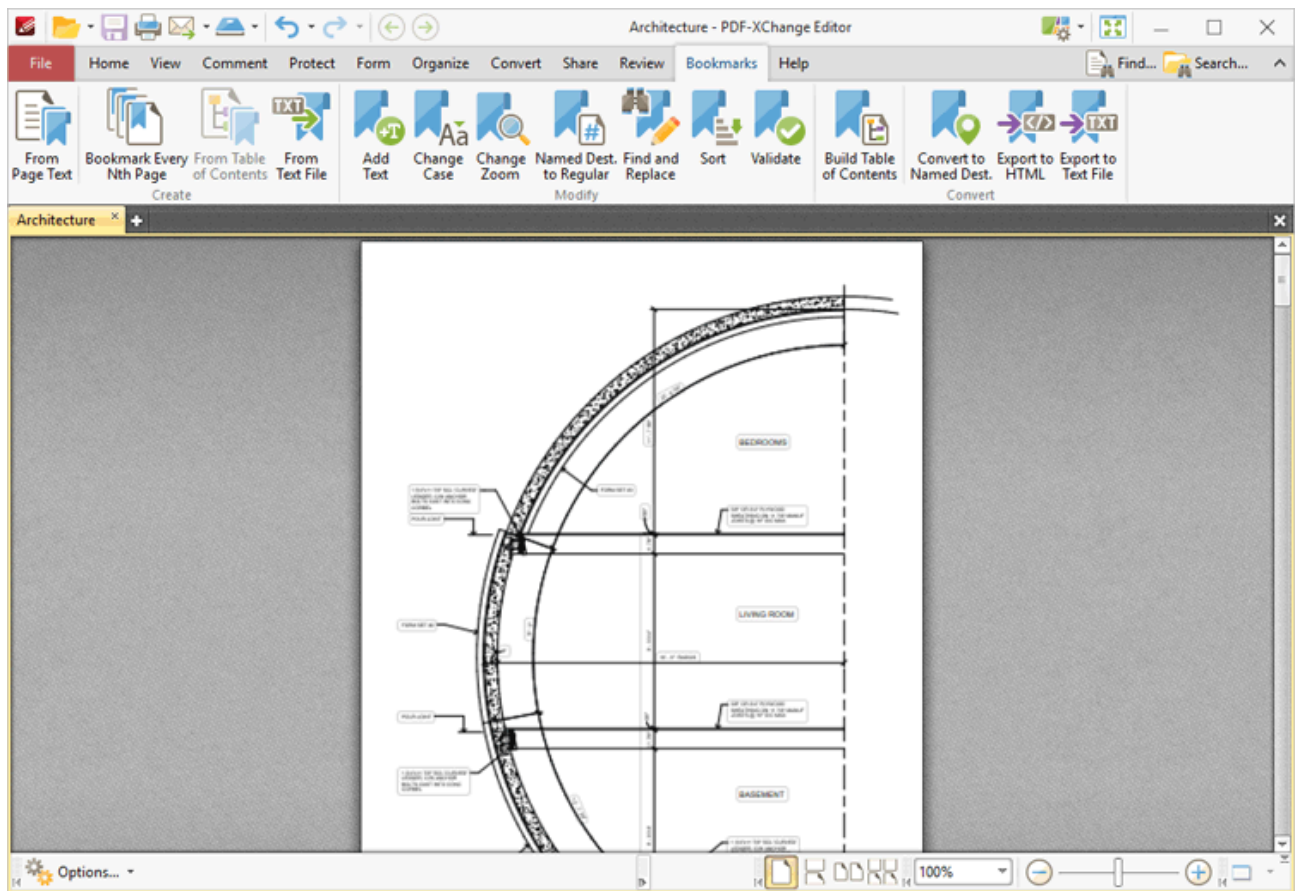 Architecture - PDF-XChange Editor
File Home View Comment Protect Form Organize Convert Share Review Bookmarks Help Find... Search...
From Page Text
Bookmark Every Nth Page
From Table of Contents
From Text File
Create
Add Text
Change Case
Change Zoom
Named Dest. to Regular
Find and Replace
Sort
Validate
Modify
Build Table of Contents
Convert to Named Dest.
Export to HTML
Export to Text File
Convert
Architecture
BEDROOMS
LIVING ROOM
BASEMENT
Options...
100%